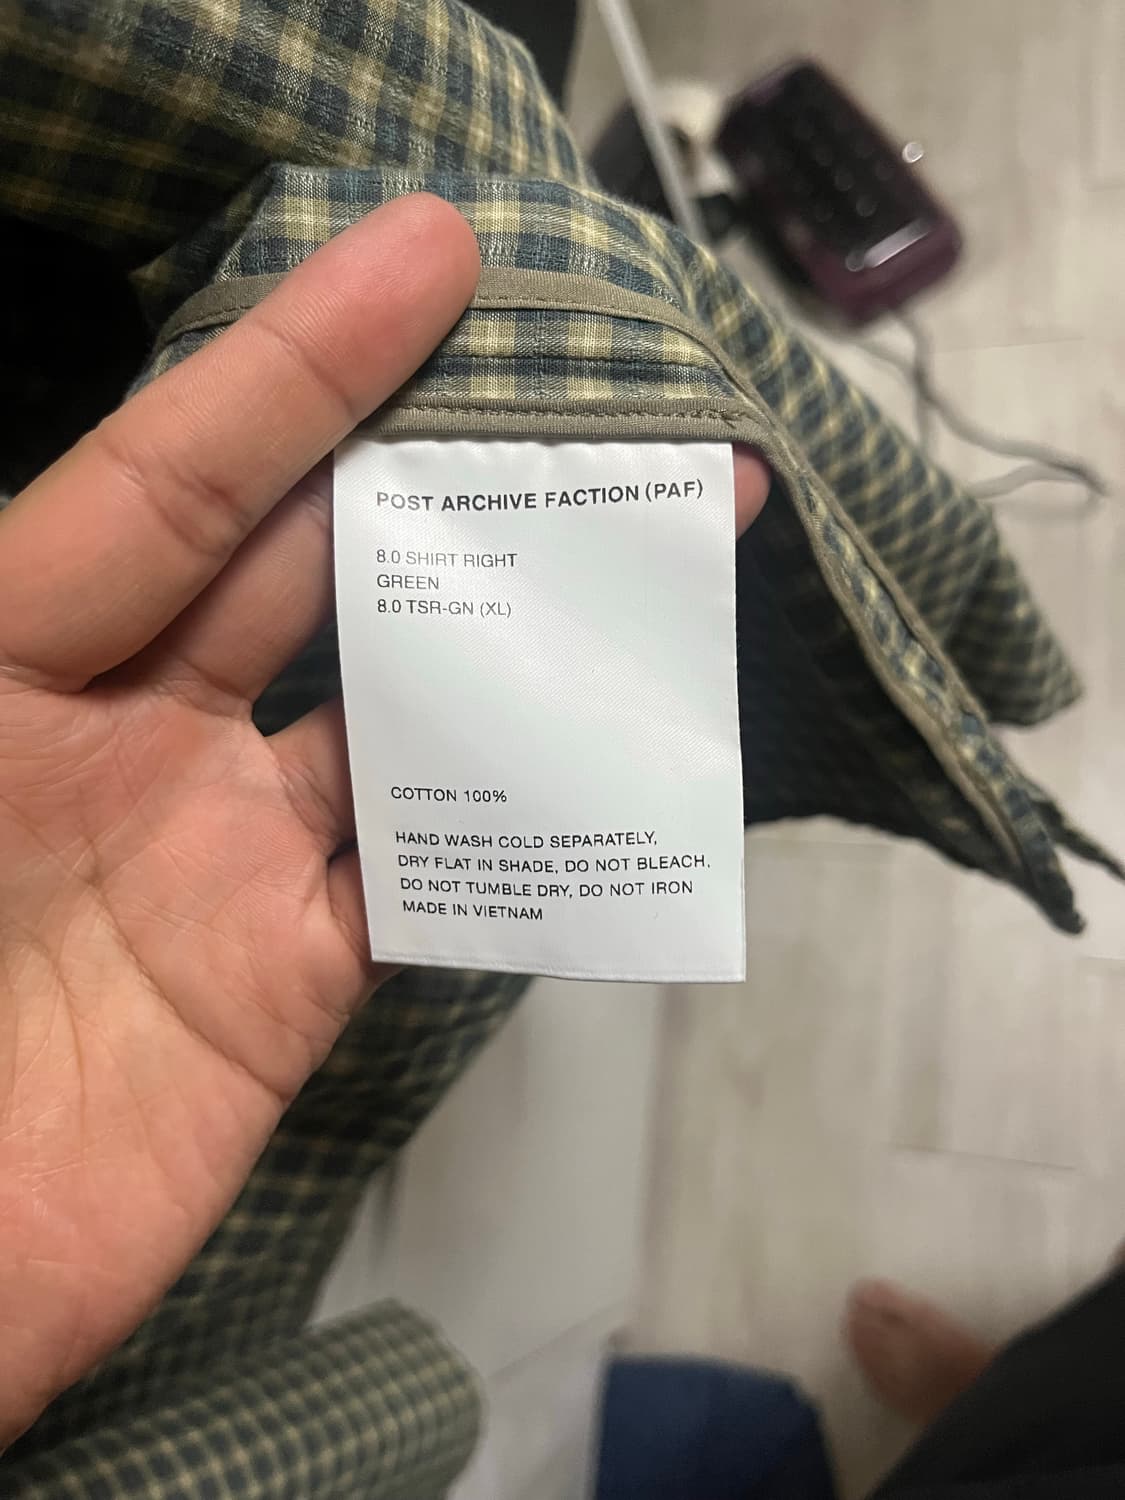 POST ARCHIVE FACTION (PAF)
8.0 SHIRT RIGHT
GREEN
8.0 TSR-GN (XL)
COTTON 100%
HAND WASH COLD SEPARATELY,
DRY FLAT IN SHADE, DO NOT BLEACH.
DO NOT TUMBLE DRY, DO NOT IRON
MADE IN VIETNAM